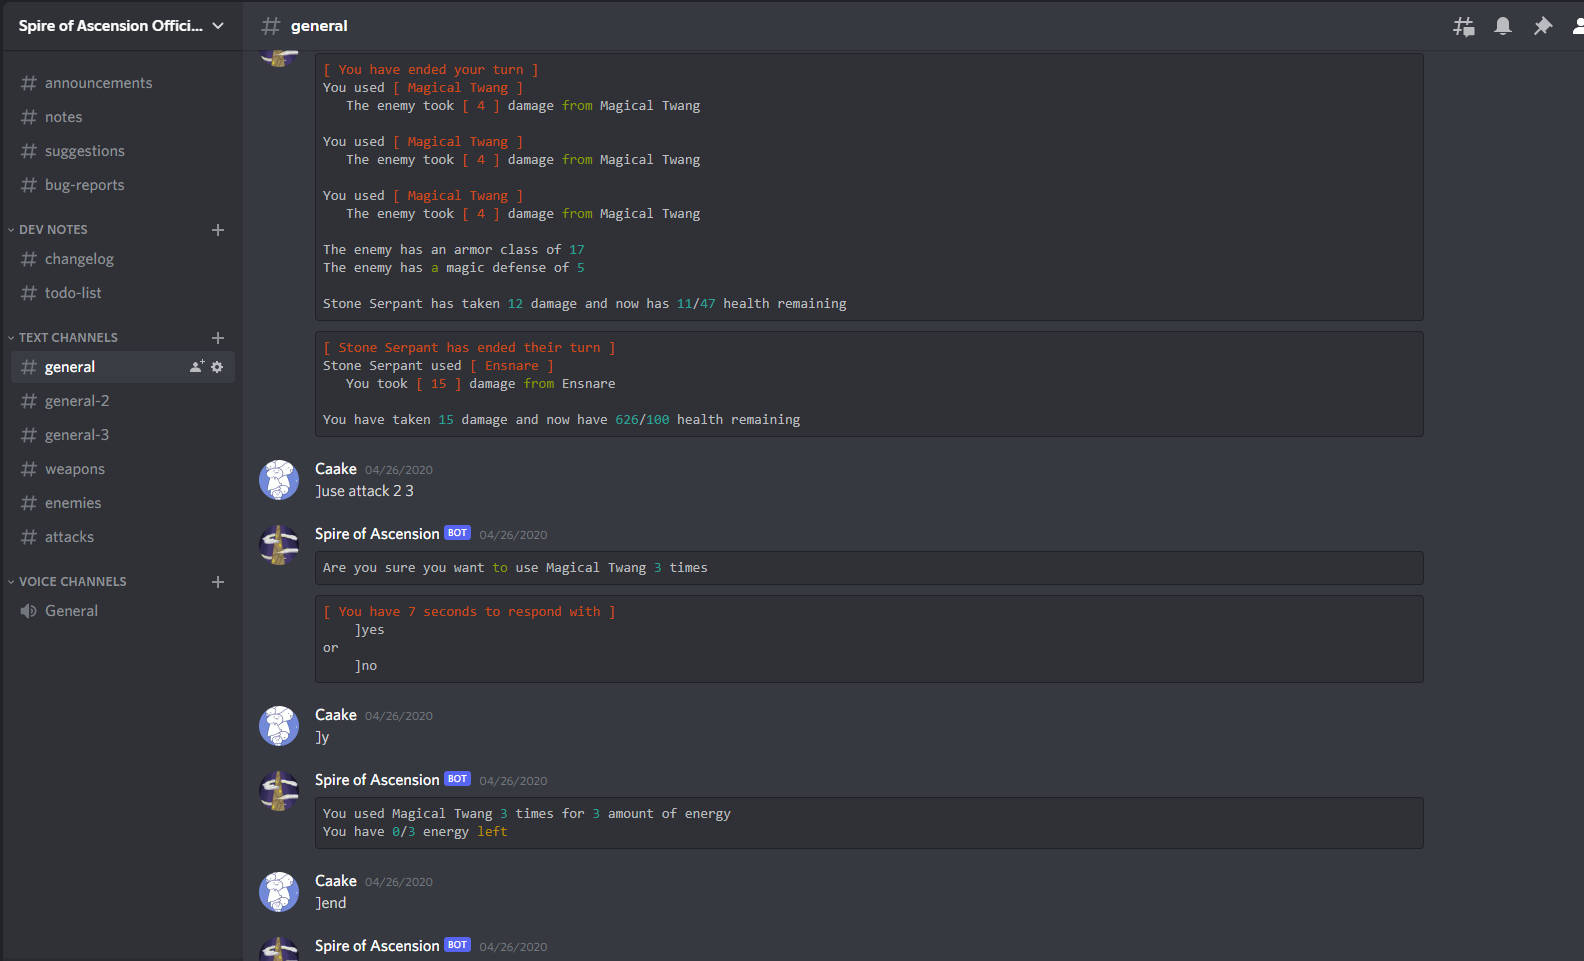 Spire of Ascension Offici...
# announcements
# notes
# suggestions
# bug-reports
DEV NOTES
# changelog
# todo-list
TEXT CHANNELS
# general
# general-2
# general-3
# weapons
# enemies
# attacks
VOICE CHANNELS
General
# general
[ You have ended your turn ]
You used [ Magical Twang ]
The enemy took [ 4 ] damage from Magical Twang
You used [ Magical Twang ]
The enemy took [ 4 ] damage from Magical Twang
You used [ Magical Twang ]
The enemy took [ 4 ] damage from Magical Twang
The enemy has an armor class of 17
The enemy has a magic defense of 5
Stone Serpant has taken 12 damage and now has 11/47 health remaining
[ Stone Serpant has ended their turn ]
Stone Serpant used [ Ensnare ]
You took [ 15 ] damage from Ensnare
You have taken 15 damage and now have 626/100 health remaining
Caake 04/26/2020
]use attack 2 3
Spire of Ascension BOT 04/26/2020
Are you sure you want to use Magical Twang 3 times
[ You have 7 seconds to respond with ]
]yes
or
]no
Caake 04/26/2020
]y
Spire of Ascension BOT 04/26/2020
You used Magical Twang 3 times for 3 amount of energy
You have 0/3 energy left
Caake 04/26/2020
]end
Spire of Ascension BOT 04/26/2020